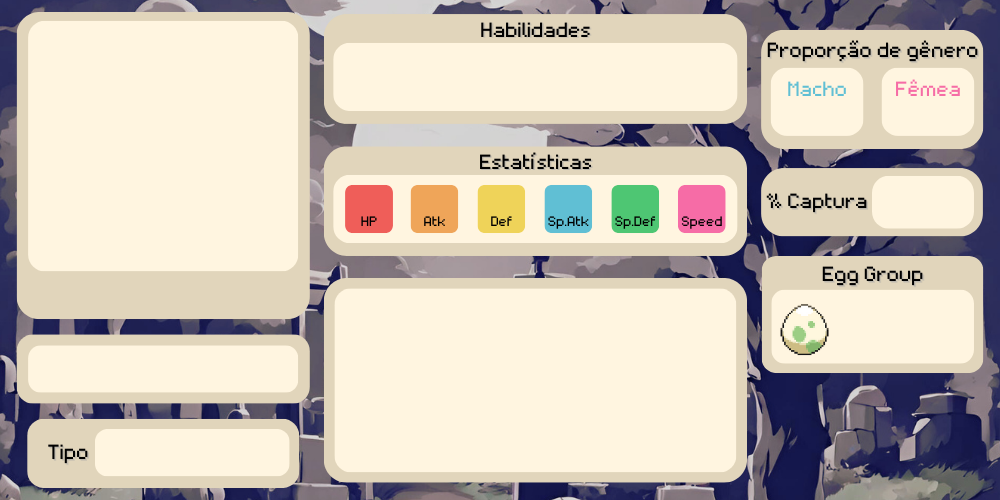 Habilidades
Estatísticas
HP
Atk
Def
Sp.Atk
Sp.Def
Speed
Tipo
Proporção de gênero
Macho
Fêmea
% Captura
Egg Group